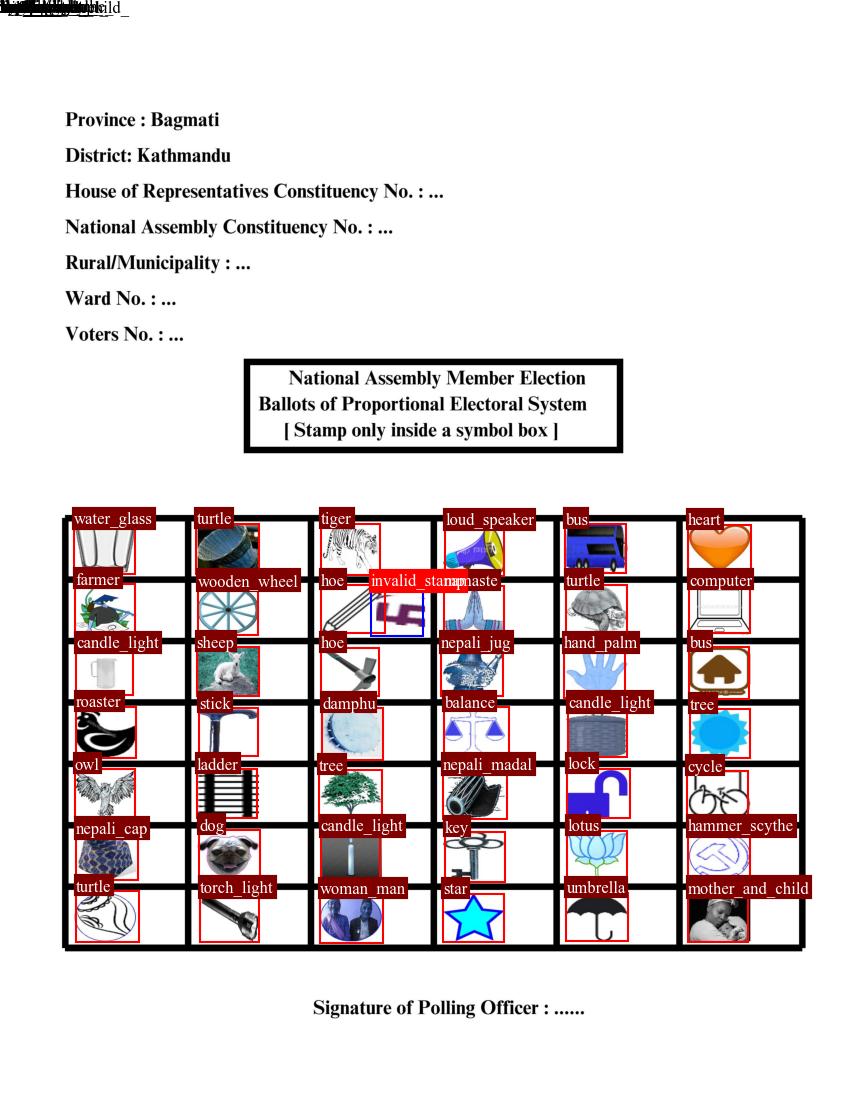 Province : Bagmati
District: Kathmandu
House of Representatives Constituency No. : ...
National Assembly Constituency No. : ...
Rural/Municipality : ...
Ward No. : ...
Voters No. : ...
National Assembly Member Election
Ballots of Proportional Electoral System
[ Stamp only inside a symbol box ]
water_glass turtle tiger loud_speaker bus heart
farmer wooden_wheel hoe invalid_stamp namaste turtle computer
candle_light sheep hoe nepali_jug hand_palm bus
roaster stick damphu balance candle_light tree
owl ladder tree nepali_madal lock cycle
nepali_cap dog candle_light key lotus hammer_scythe
turtle torch_light woman_man star umbrella mother_and_child
Signature of Polling Officer : ......